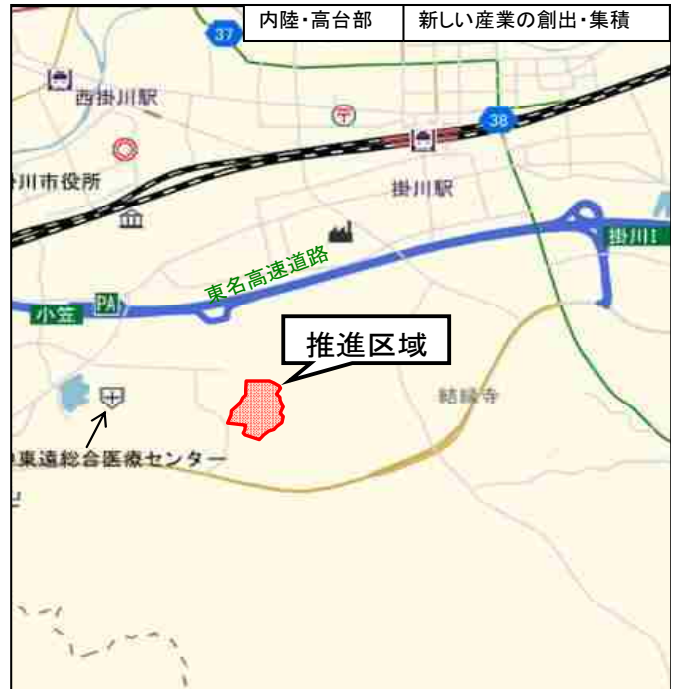 内陸・高台部
新しい産業の創出・集積
37
西掛川駅
38
川市役所
掛川駅
掛川I
東名高速道路
PA
小笠
推進区域
結縁寺
東遠総合医療センター